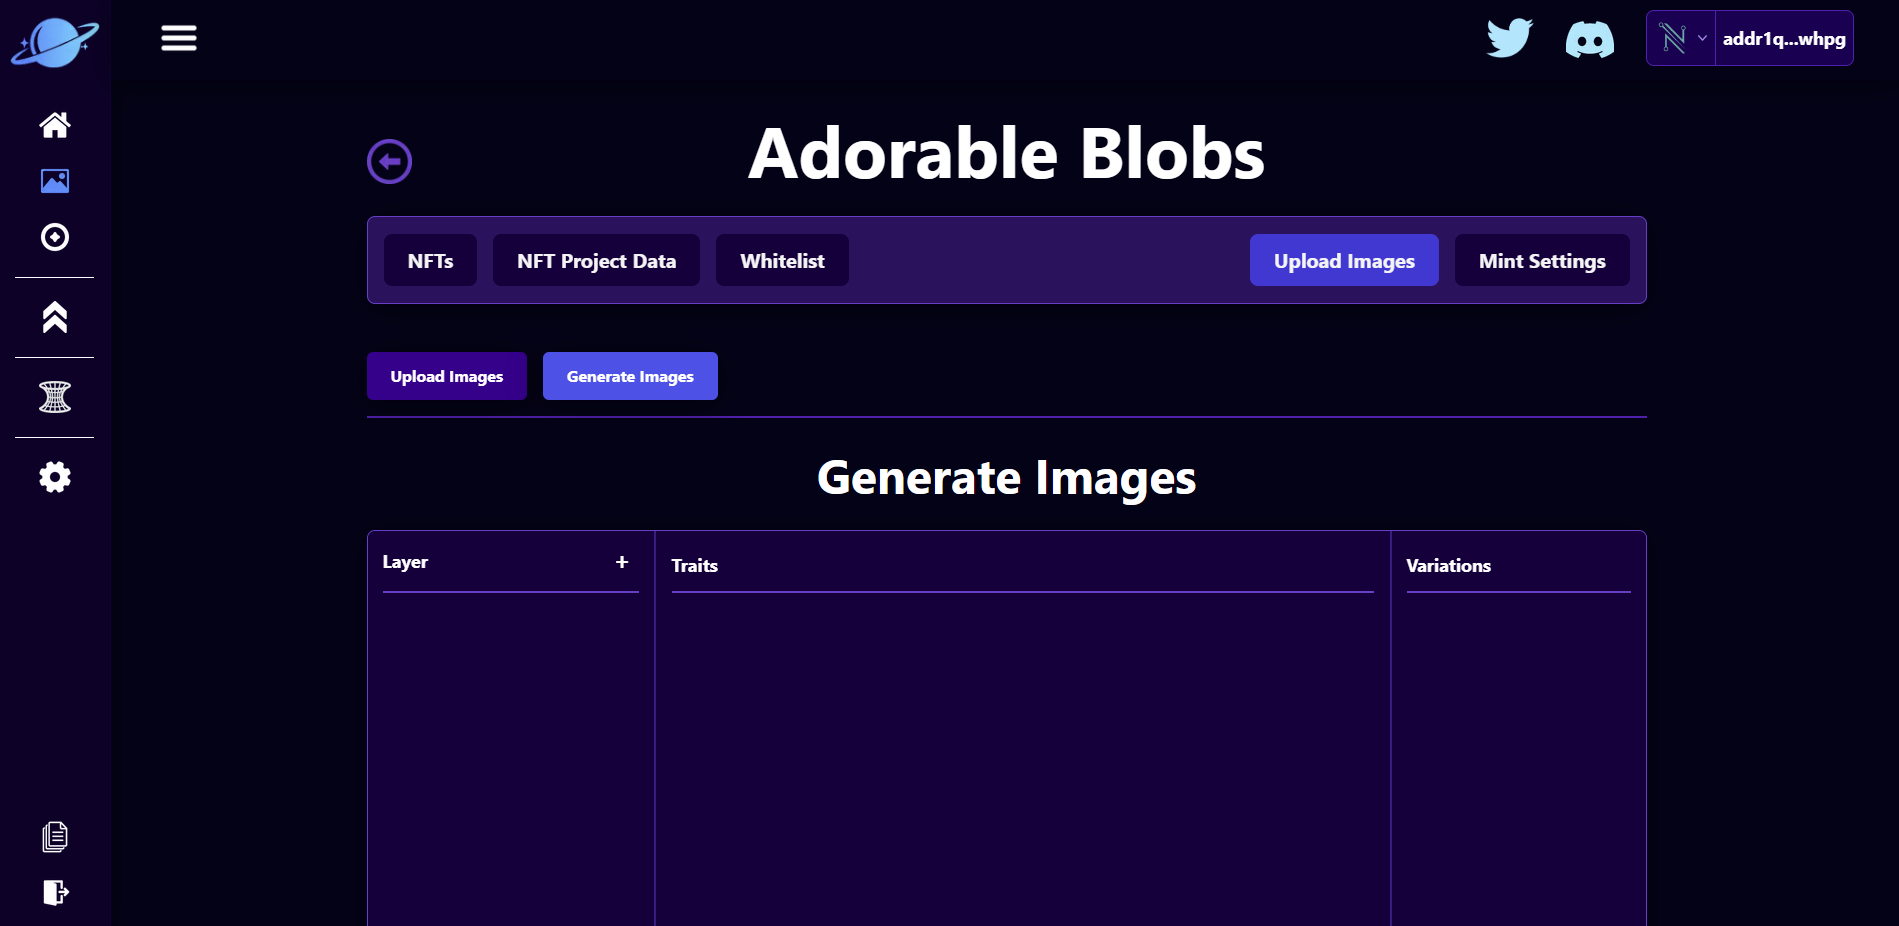 addr1q...whpg
Adorable Blobs
NFTs NFT Project Data Whitelist Upload Images Mint Settings
Upload Images Generate Images
Generate Images
Layer + Traits Variations